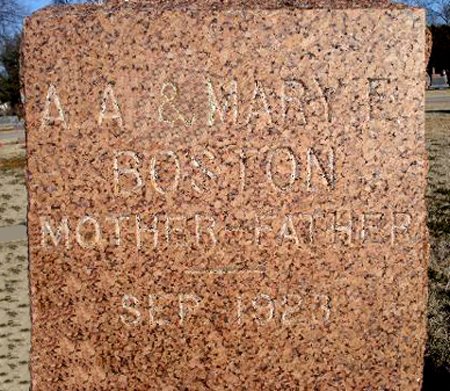 A. A. & MARY E.
BOSTON
MOTHER - FATHER
SEP. 1923